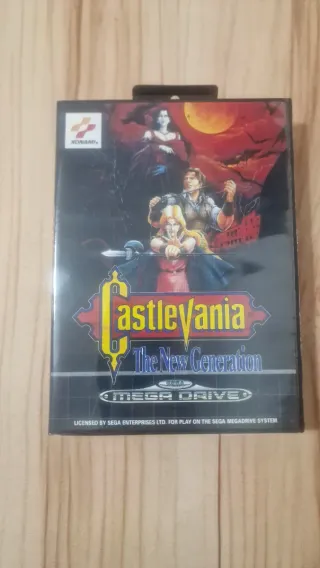 KONAMI
Castlevania
The New Generation
SEGA
MEGA DRIVE
LICENSED BY SEGA ENTERPRISES LTD. FOR PLAY ON THE SEGA MEGADRIVE SYSTEM